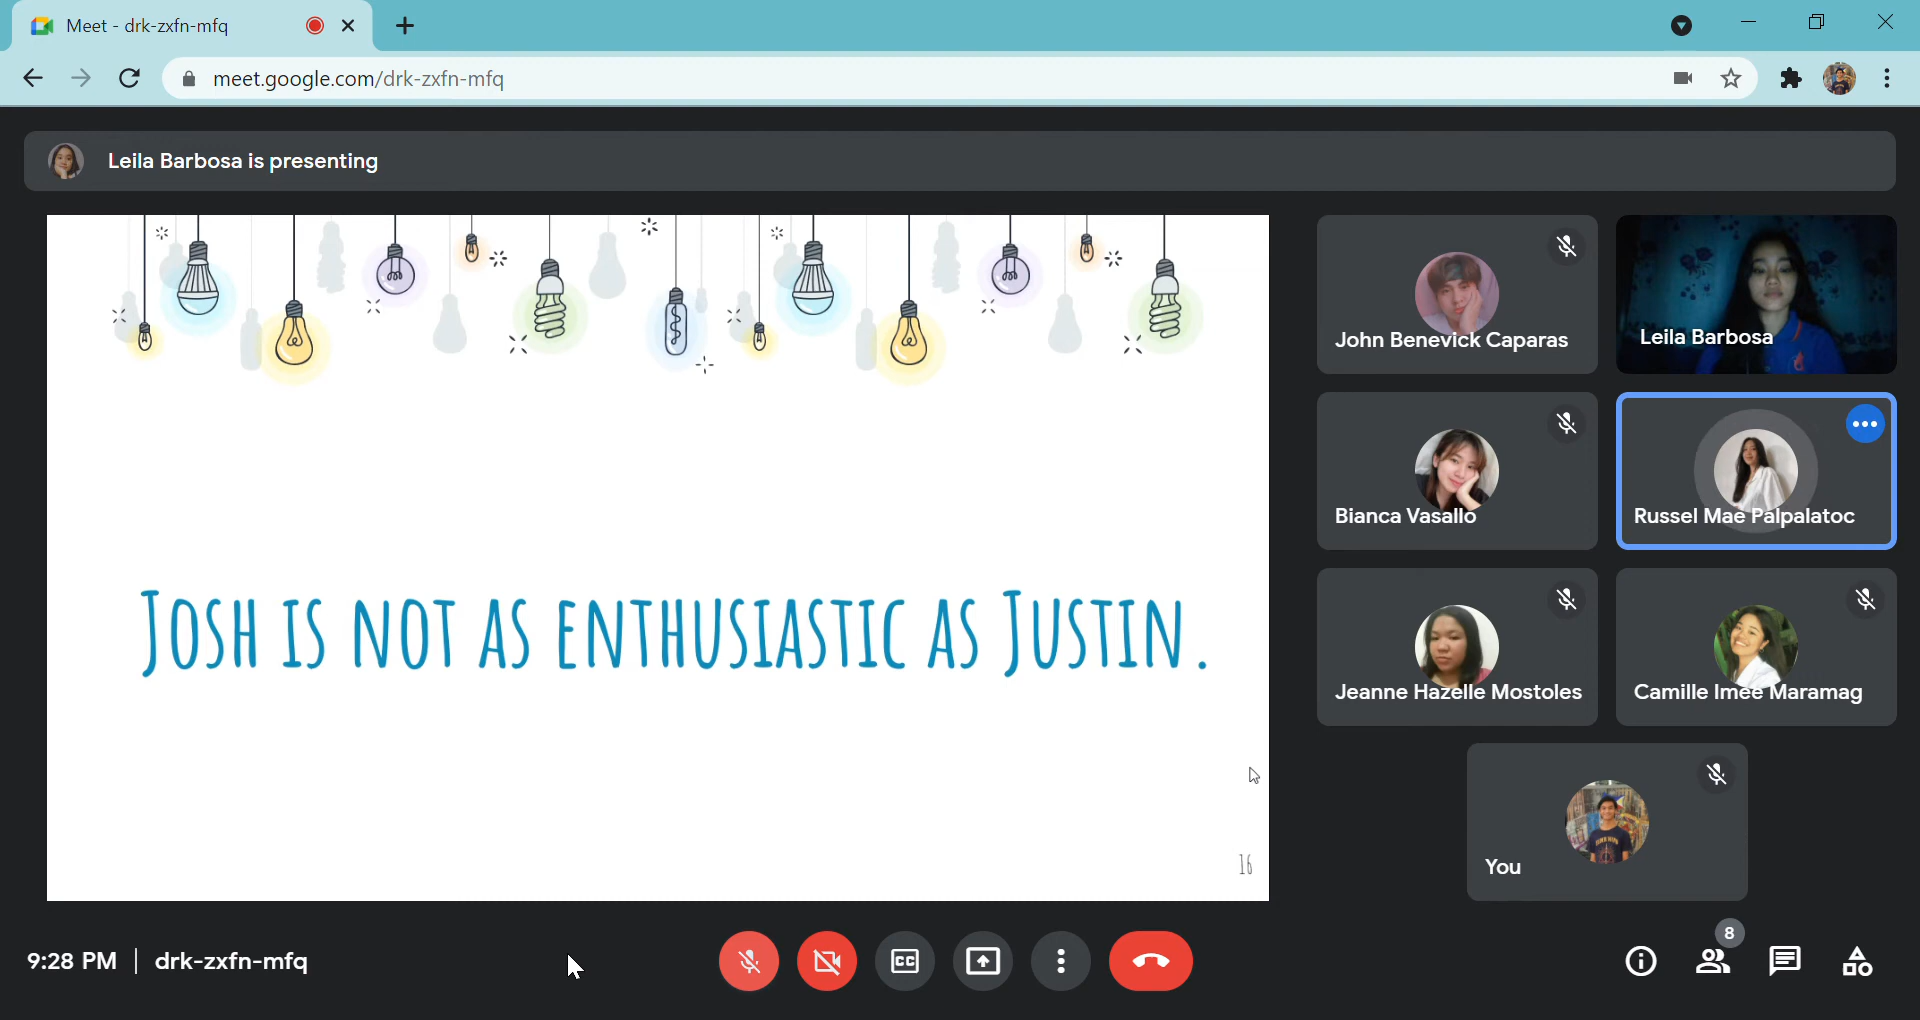 Meet - drk-zxfn-mfq
meet.google.com/drk-zxfn-mfq
Leila Barbosa is presenting
JOSH IS NOT AS ENTHUSIASTIC AS JUSTIN.
16
John Benevick Caparas
Leila Barbosa
Bianca Vasallo
Russel Mae Palpalatoc
Jeanne Hazelle Mostoles
Camille Imee Maramag
You
9:28 PM | drk-zxfn-mfq
CC
8